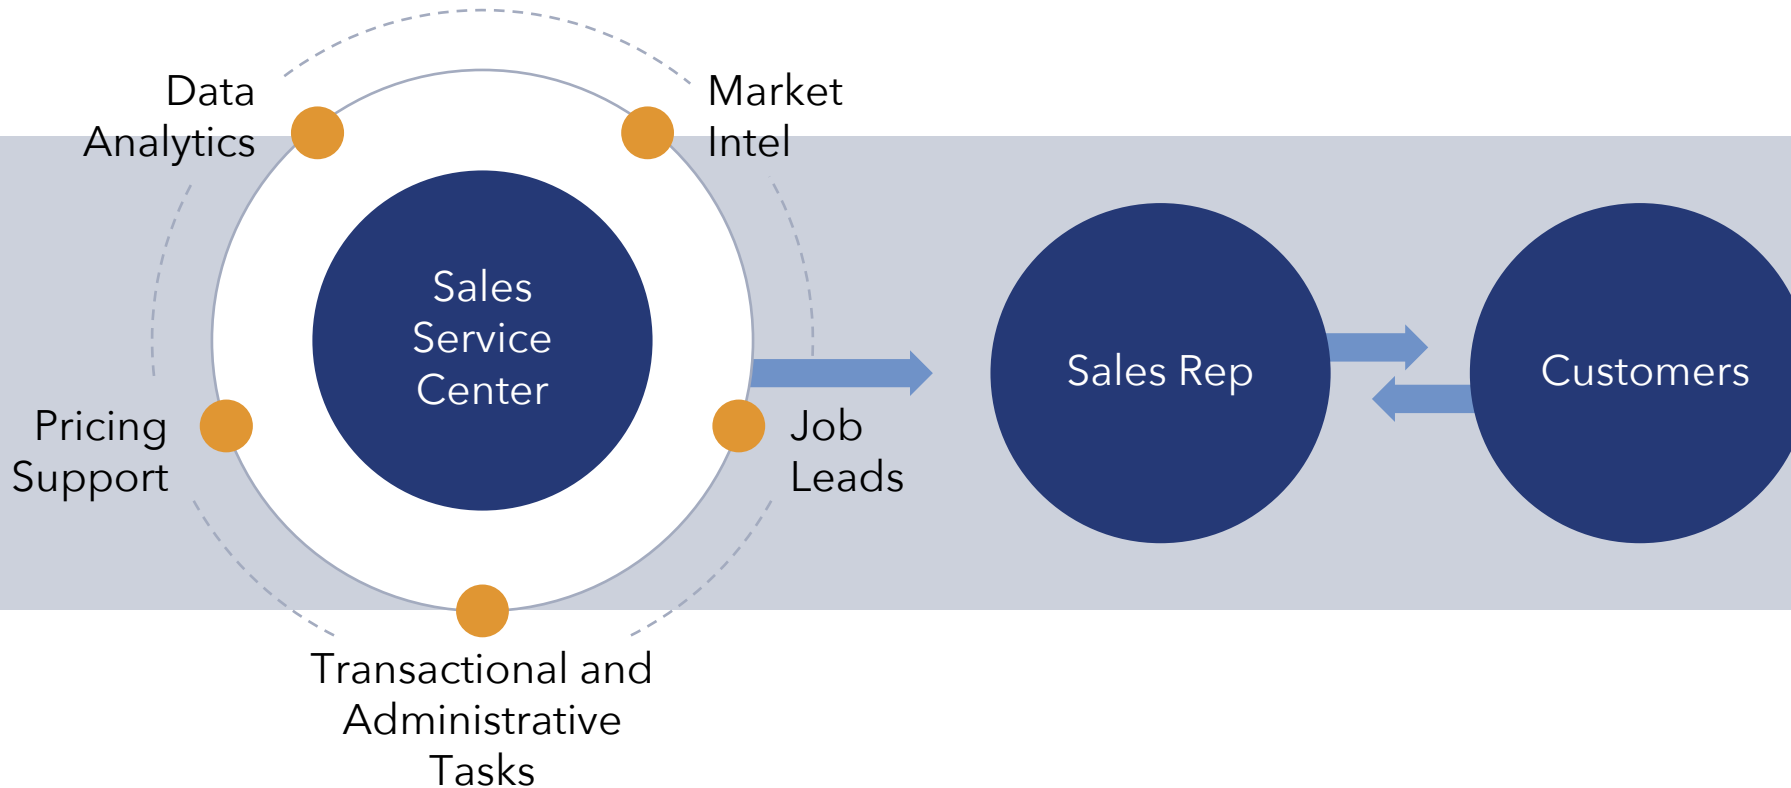 Data
Analytics
Market
Intel
Sales
Service
Center
Sales Rep
Customers
Pricing
Support
Job
Leads
Transactional and
Administrative
Tasks